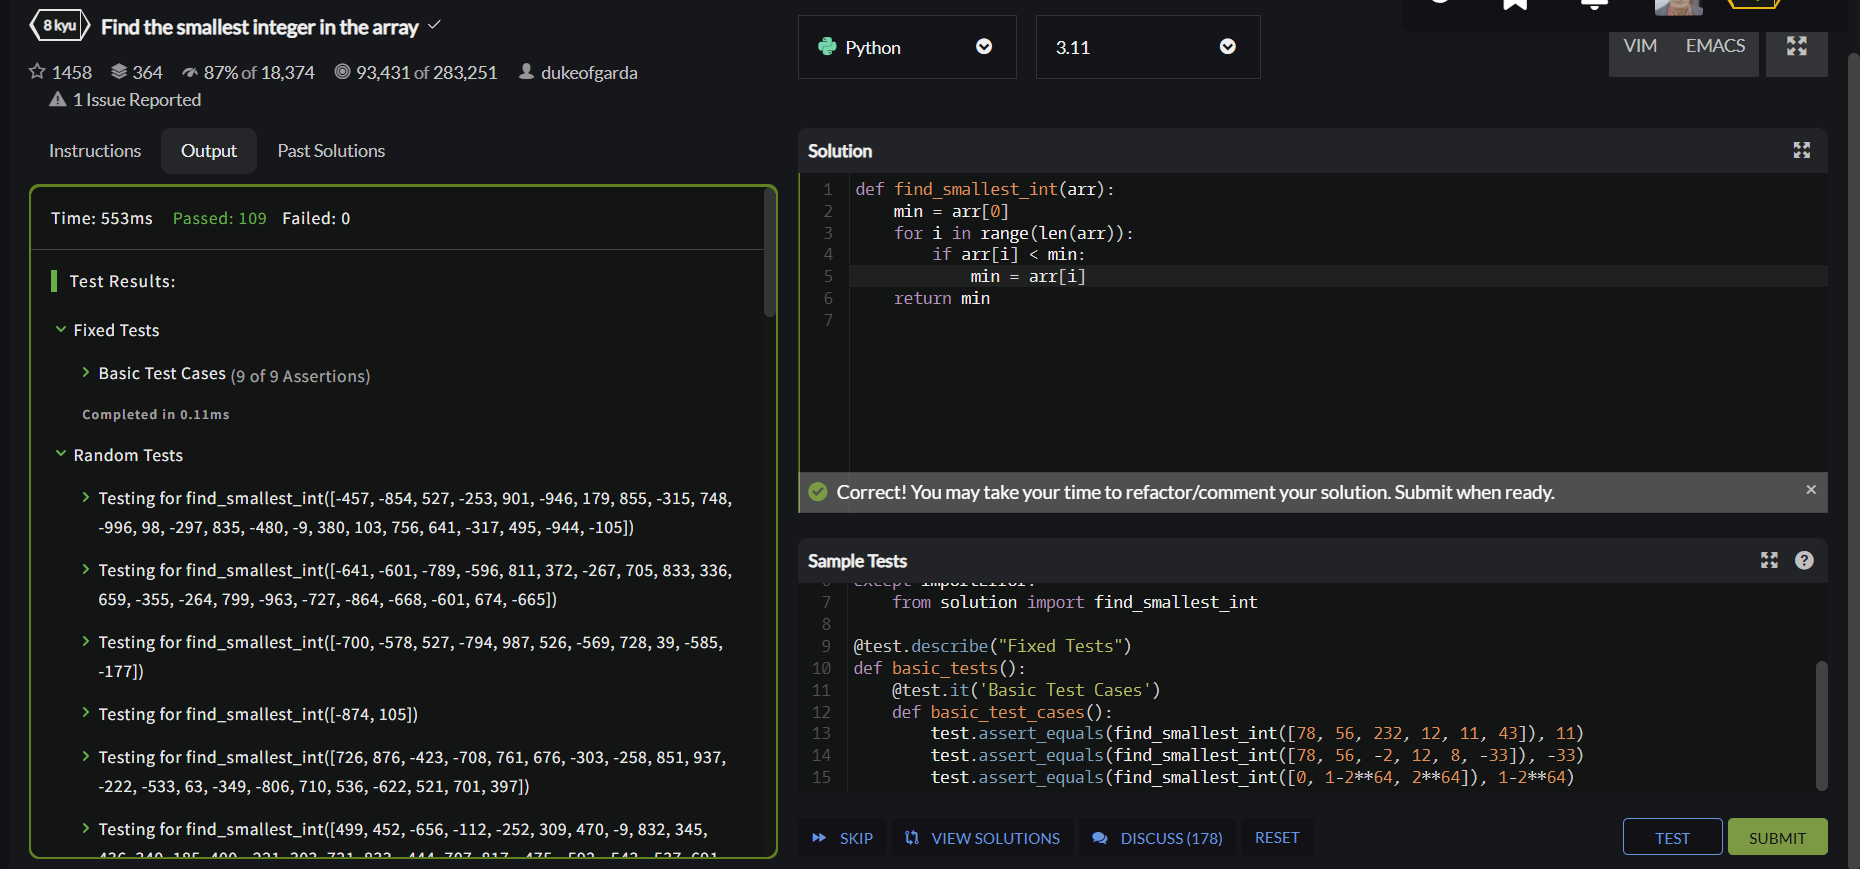 8 kyu Find the smallest integer in the array
1458 364 87% of 18,374 93,431 of 283,251 dukeofgarda
1 Issue Reported
Python
3.11
VIM EMACS
Instructions Output Past Solutions
Time: 553ms Passed: 109 Failed: 0
Test Results:
Fixed Tests
Basic Test Cases (9 of 9 Assertions)
Completed in 0.11ms
Random Tests
Testing for find_smallest_int([-457, -854, 527, -253, 901, -946, 179, 855, -315, 748,
-996, 98, -297, 835, -480, -9, 380, 103, 756, 641, -317, 495, -944, -105])
Testing for find_smallest_int([-641, -601, -789, -596, 811, 372, -267, 705, 833, 336,
659, -355, -264, 799, -963, -727, -864, -668, -601, 674, -665])
Testing for find_smallest_int([-700, -578, 527, -794, 987, 526, -569, 728, 39, -585,
-177])
Testing for find_smallest_int([-874, 105])
Testing for find_smallest_int([726, 876, -423, -708, 761, 676, -303, -258, 851, 937,
-222, -533, 63, -349, -806, 710, 536, -622, 521, 701, 397])
Testing for find_smallest_int([499, 452, -656, -112, -252, 309, 470, -9, 832, 345,
Solution
1 def find_smallest_int(arr):
2 min = arr[0]
3 for i in range(len(arr)):
4 if arr[i] < min:
5 min = arr[i]
6 return min
7
Correct! You may take your time to refactor/comment your solution. Submit when ready.
Sample Tests
7 from solution import find_smallest_int
8
9 @test.describe("Fixed Tests")
10 def basic_tests():
11 @test.it('Basic Test Cases')
12 def basic_test_cases():
13 test.assert_equals(find_smallest_int([78, 56, 232, 12, 11, 43]), 11)
14 test.assert_equals(find_smallest_int([78, 56, -2, 12, 8, -33]), -33)
15 test.assert_equals(find_smallest_int([0, 1-2**64, 2**64]), 1-2**64)
SKIP VIEW SOLUTIONS DISCUSS (178) RESET
TEST SUBMIT